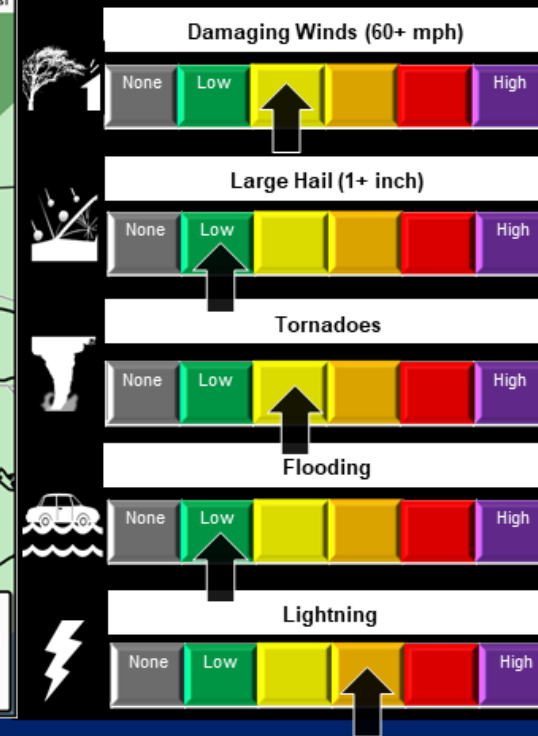 Damaging Winds (60+ mph)
None Low High
Large Hail (1+ inch)
None Low High
Tornadoes
None Low High
Flooding
None Low High
Lightning
None Low High